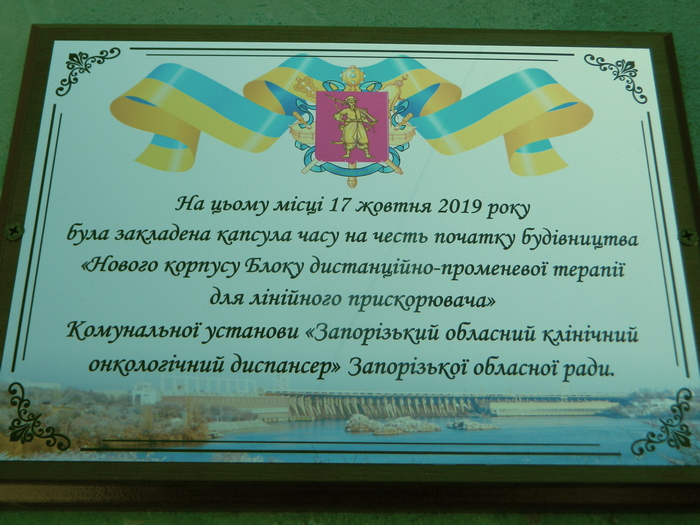 На цьому місці 17 жовтня 2019 року
була закладена капсула часу на честь початку будівництва
«Нового корпусу Блоку дистанційно-променевої терапії
для лінійного прискорювача»
Комунальної установи «Запорізький обласний клінічний
онкологічний диспансер» Запорізької обласної ради.